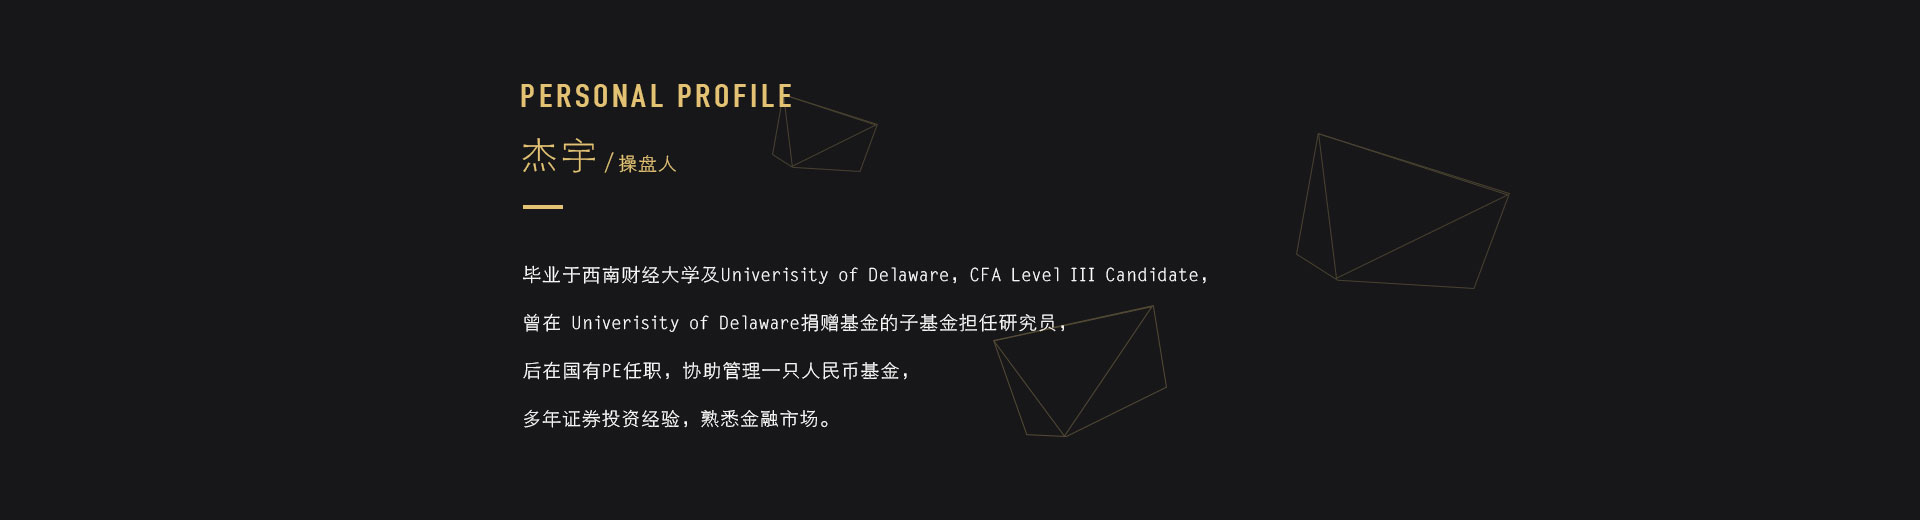 PERSONAL PROFILE
杰宇/操盘人
毕业于西南财经大学及Univerisity of Delaware, CFA Level III Candidate,
曾在 Univerisity of Delaware捐赠基金的子基金担任研究员,
后在国有PE任职, 协助管理一只人民币基金,
多年证券投资经验, 熟悉金融市场。